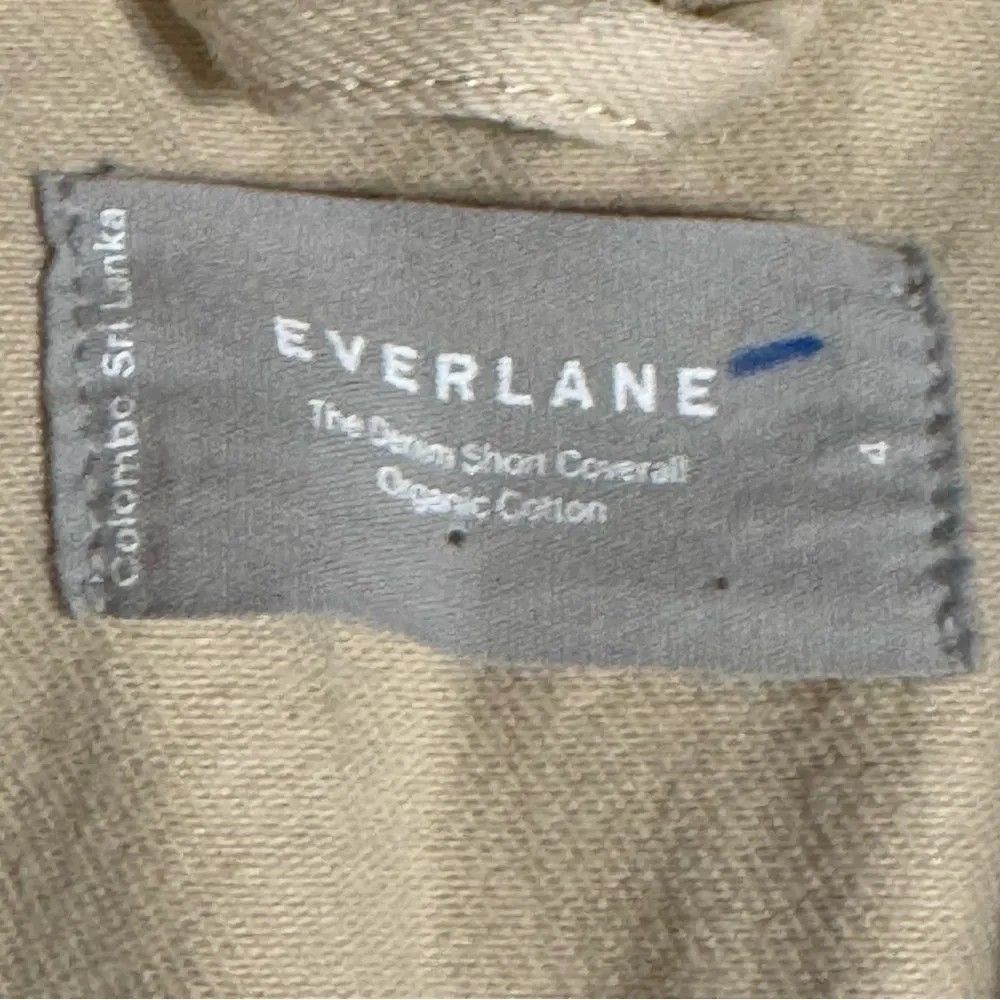 Colombo Sri Lanka
EVERLANE
The Denim Short Coverall
Organic Cotton
4